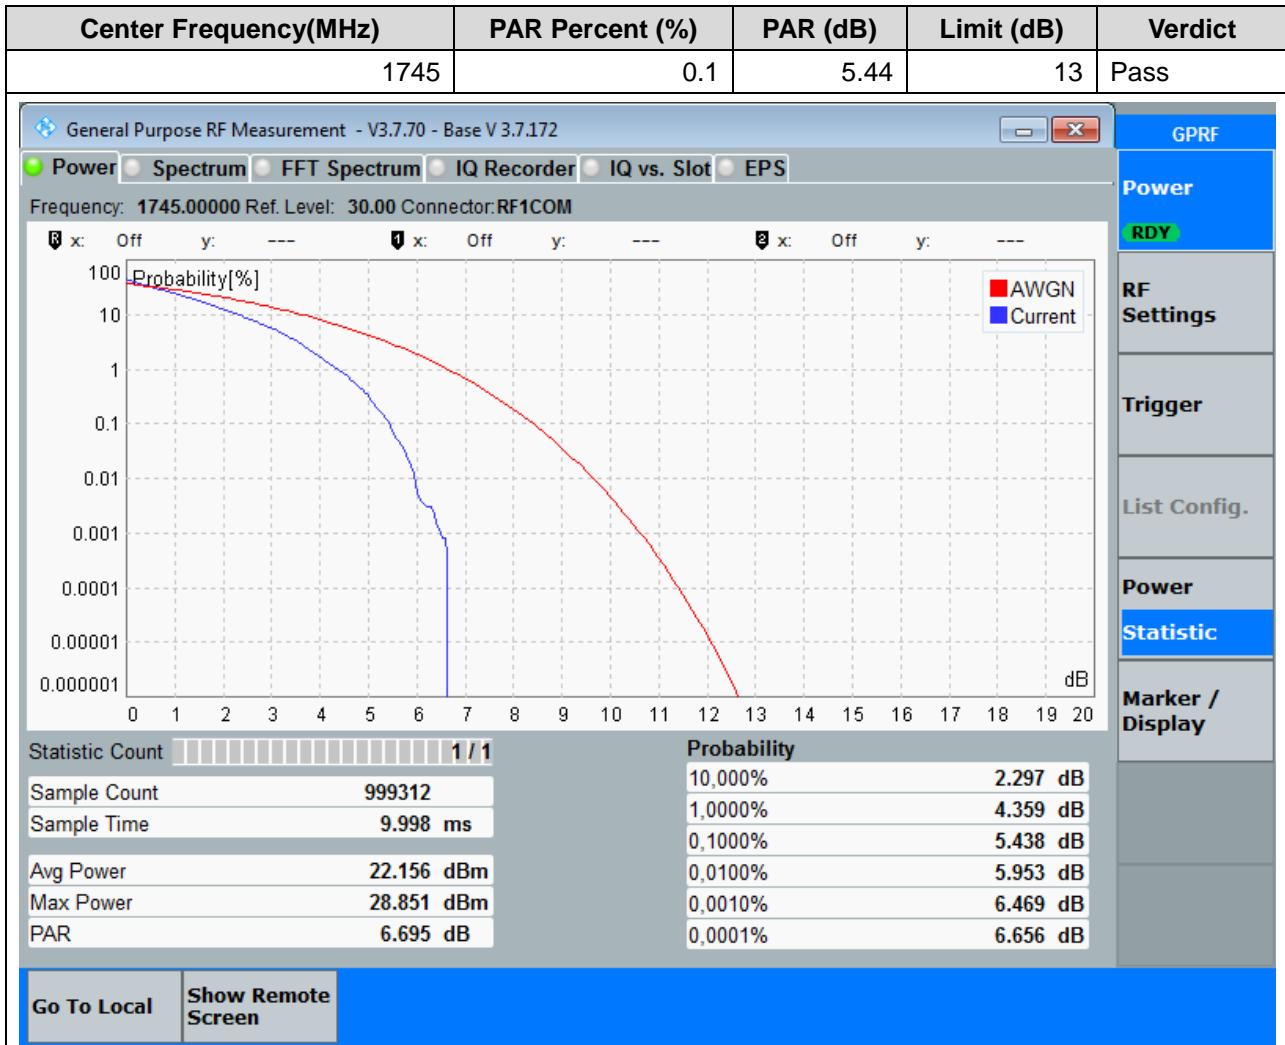 Center Frequency(MHz) PAR Percent (%) PAR (dB) Limit (dB) Verdict
1745 0.1 5.44 13 Pass
General Purpose RF Measurement - V3.7.70 - Base V 3.7.172
GPRF
Power Spectrum FFT Spectrum IQ Recorder IQ vs. Slot EPS
Power
RDY
Frequency: 1745.00000 Ref. Level: 30.00 Connector: RF1COM
R x: Off y: --- 1 x: Off y: --- 2 x: Off y: ---
Probability[%]
AWGN
Current
100
10
1
0.1
0.01
0.001
0.0001
0.00001
0.000001
dB
0 1 2 3 4 5 6 7 8 9 10 11 12 13 14 15 16 17 18 19 20
RF
Settings
Trigger
List Config.
Power
Statistic
Marker /
Display
Statistic Count 1 / 1
Sample Count 999312
Sample Time 9.998 ms
Avg Power 22.156 dBm
Max Power 28.851 dBm
PAR 6.695 dB
Probability
10,000% 2.297 dB
1,0000% 4.359 dB
0,1000% 5.438 dB
0,0100% 5.953 dB
0,0010% 6.469 dB
0,0001% 6.656 dB
Go To Local
Show Remote
Screen